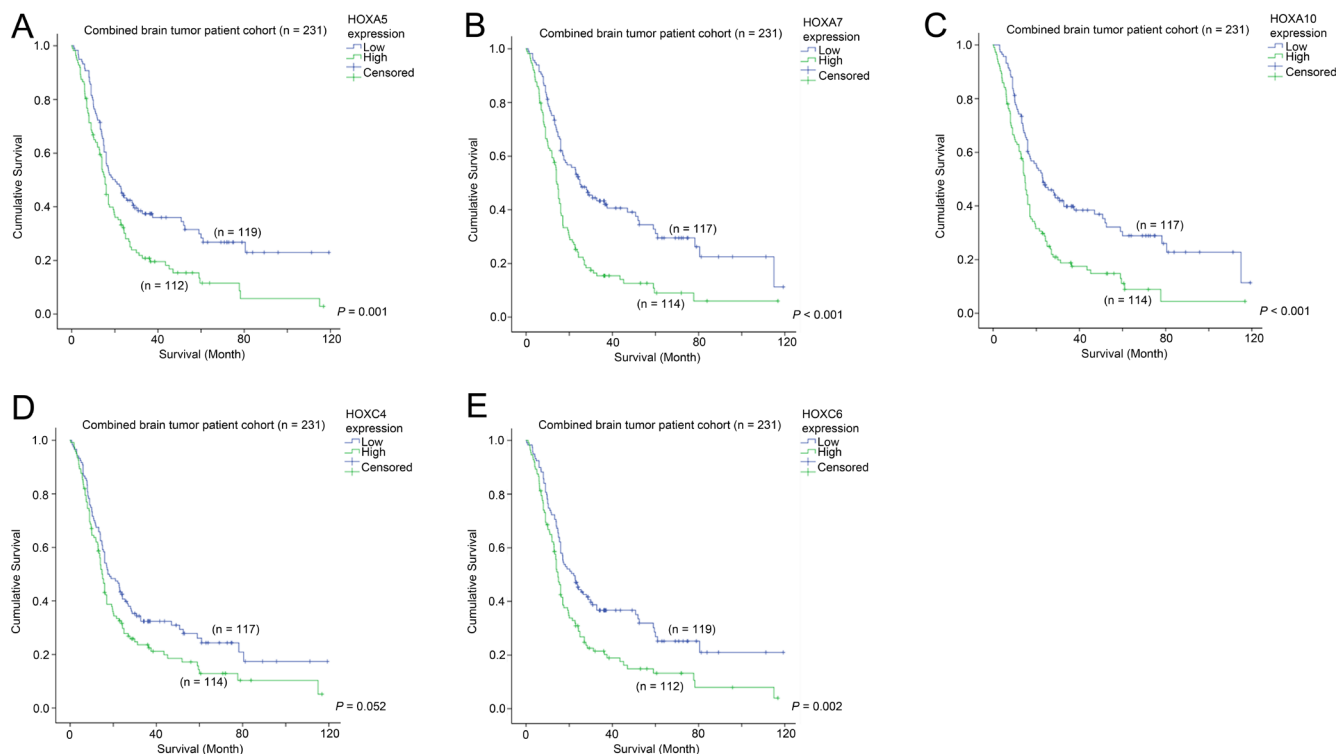 A
Combined brain tumor patient cohort (n = 231)
HOXA5
expression
Low
High
Censored
1.0
0.8
0.6
0.4
0.2
0.0
Cumulative Survival
(n = 119)
(n = 112)
P = 0.001
0
40
80
120
Survival (Month)
B
Combined brain tumor patient cohort (n = 231)
HOXA7
expression
Low
High
Censored
1.0
0.8
0.6
0.4
0.2
0.0
Cumulative Survival
(n = 117)
(n = 114)
P < 0.001
0
40
80
120
Survival (Month)
C
Combined brain tumor patient cohort (n = 231)
HOXA10
expression
Low
High
Censored
1.0
0.8
0.6
0.4
0.2
0.0
Cumulative Survival
(n = 117)
(n = 114)
P < 0.001
0
40
80
120
Survival (Month)
D
Combined brain tumor patient cohort (n = 231)
HOXC4
expression
Low
High
Censored
1.0
0.8
0.6
0.4
0.2
0.0
Cumulative Survival
(n = 117)
(n = 114)
P = 0.052
0
40
80
120
Survival (Month)
E
Combined brain tumor patient cohort (n = 231)
HOXC6
expression
Low
High
Censored
1.0
0.8
0.6
0.4
0.2
0.0
Cumulative Survival
(n = 119)
(n = 112)
P = 0.002
0
40
80
120
Survival (Month)